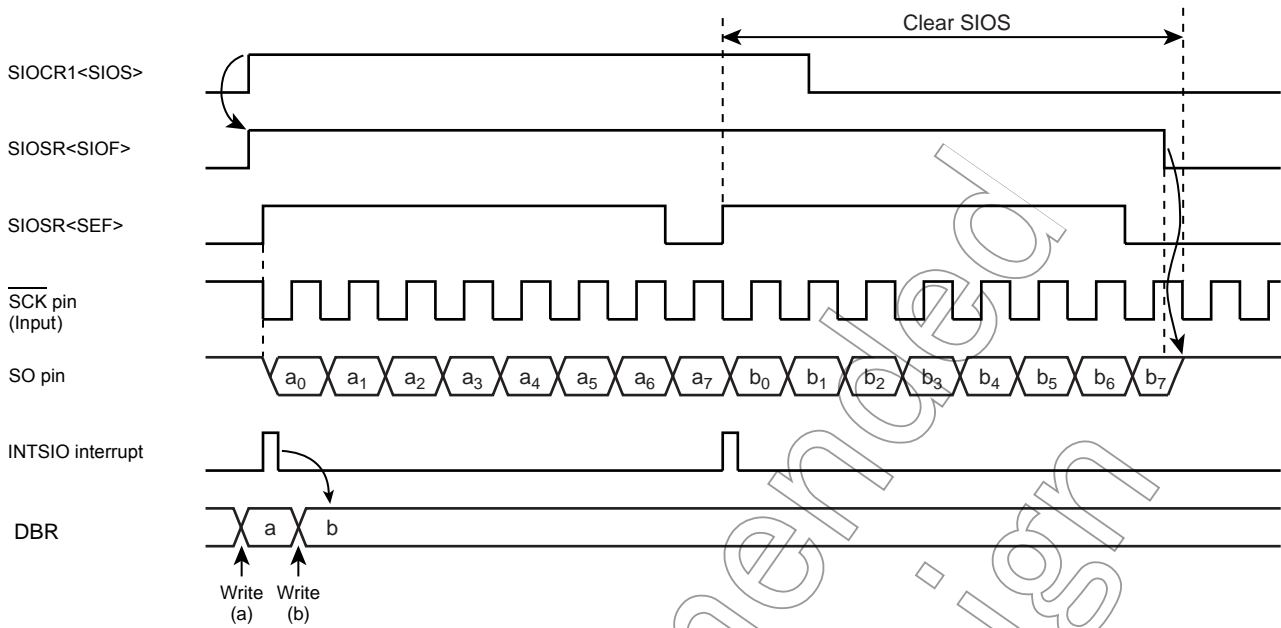 Clear SIOS
SIOCR1<SIOS>
SIOSR<SIOF>
SIOSR<SEF>
SCK pin
(Input)
SO pin
a0 a1 a2 a3 a4 a5 a6 a7 b0 b1 b2 b3 b4 b5 b6 b7
INTSIO interrupt
DBR
a b
Write Write
(a) (b)